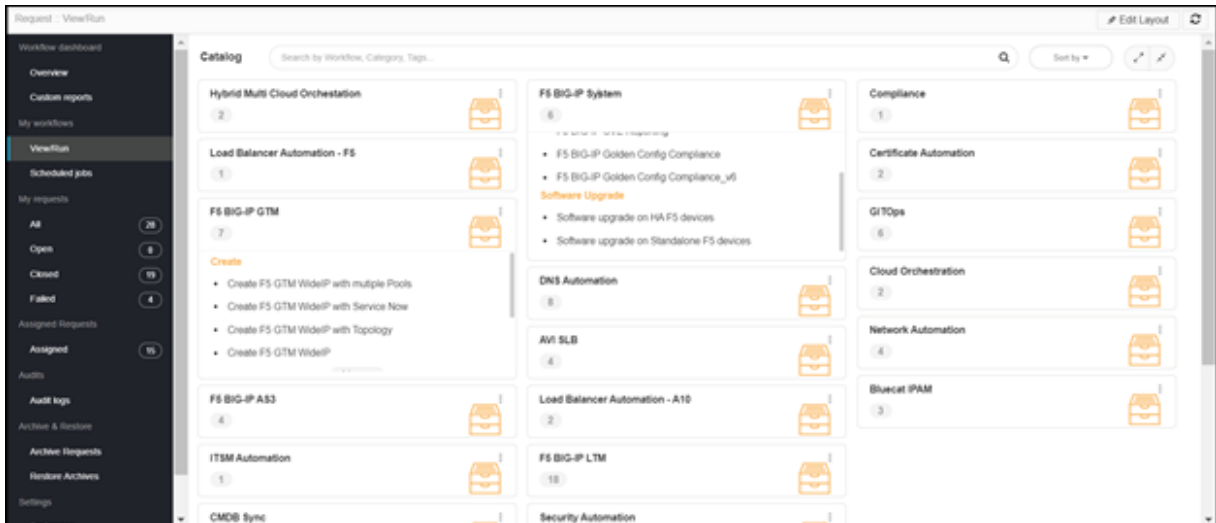 Request :: View/Run
Edit Layout
Workflow dashboard
Overview
Custom reports
My workflows
View/Run
Scheduled jobs
My requests
All 28
Open
Closed 19
Failed 4
Assigned Requests
Assigned 15
Audits
Audit logs
Archive & Restore
Archive Requests
Restore Archives
Settings
Catalog
Search by Workflow, Category, Tags...
Sort by
Hybrid Multi Cloud Orchestation
2
Load Balancer Automation - F5
1
F5 BIG-IP GTM
7
Create
• Create F5 GTM WideIP with mutiple Pools
• Create F5 GTM WideIP with Service Now
• Create F5 GTM WideIP with Topology
• Create F5 GTM WideIP
F5 BIG-IP AS3
4
ITSM Automation
1
CMDB Sync
F5 BIG-IP System
6
• F5 BIG-IP Golden Config Compliance
• F5 BIG-IP Golden Config Compliance_v6
Software Upgrade
• Software upgrade on HA F5 devices
• Software upgrade on Standalone F5 devices
DNS Automation
8
AVI SLB
4
Load Balancer Automation - A10
2
F5 BIG-IP LTM
18
Security Automation
Compliance
1
Certificate Automation
2
GITOps
6
Cloud Orchestration
2
Network Automation
4
Bluecat IPAM
3